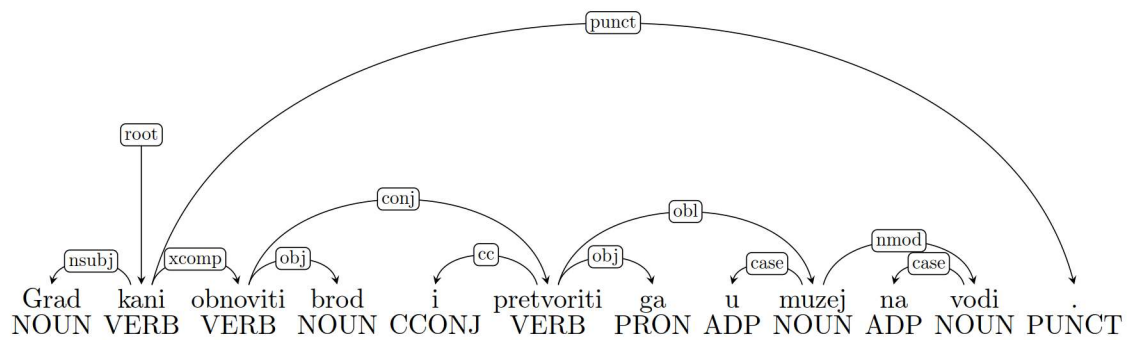 punct
root
conj
obl
nmod
nsubj xcomp obj cc obj case case
Grad kani obnoviti brod i pretvoriti ga u muzej na vodi .
NOUN VERB VERB NOUN CCONJ VERB PRON ADP NOUN ADP NOUN PUNCT